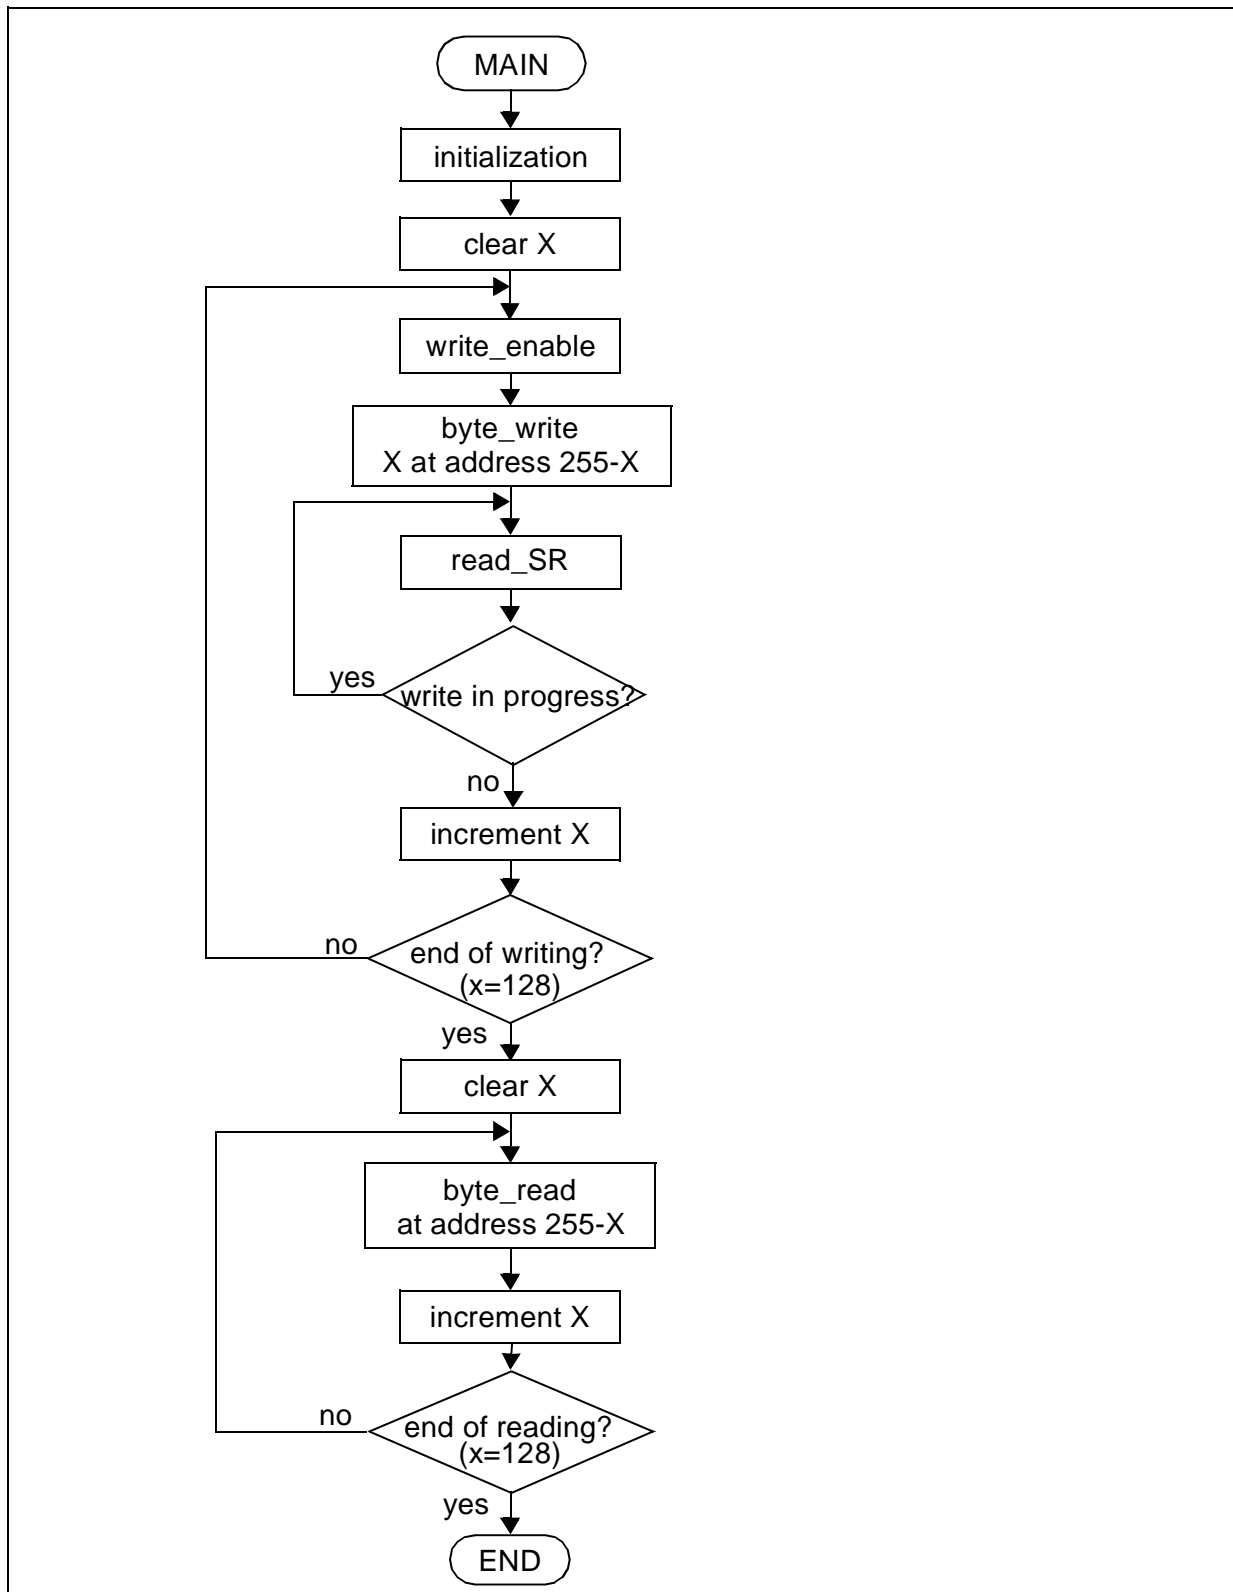 MAIN
initialization
clear X
write_enable
byte_write
X at address 255-X
read_SR
yes
write in progress?
no
increment X
no
end of writing?
(x=128)
yes
clear X
byte_read
at address 255-X
increment X
no
end of reading?
(x=128)
yes
END